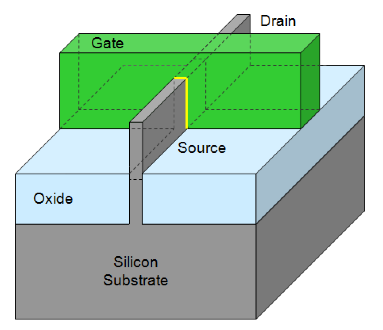 Drain
Gate
Source
Oxide
Silicon
Substrate